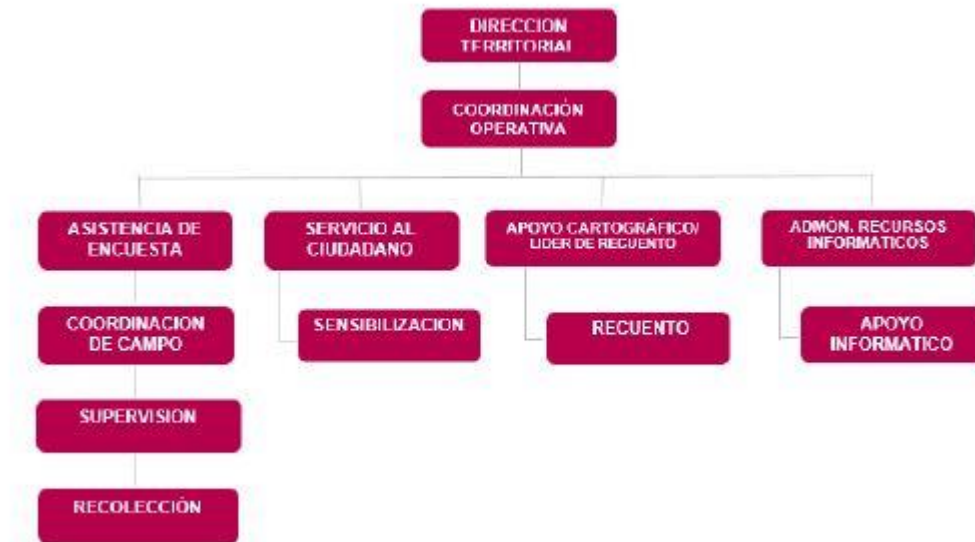 DIRECCION
TERRITORIAL
COORDINACIÓN
OPERATIVA
ASISTENCIA DE
ENCUESTA
SERVICIO AL
CIUDADANO
APOYO CARTOGRÁFICO/
LIDER DE RECUENTO
ADMÓN. RECURSOS
INFORMATICOS
COORDINACION
DE CAMPO
SENSIBILIZACION
RECUENTO
APOYO
INFORMATICO
SUPERVISION
RECOLECCIÓN